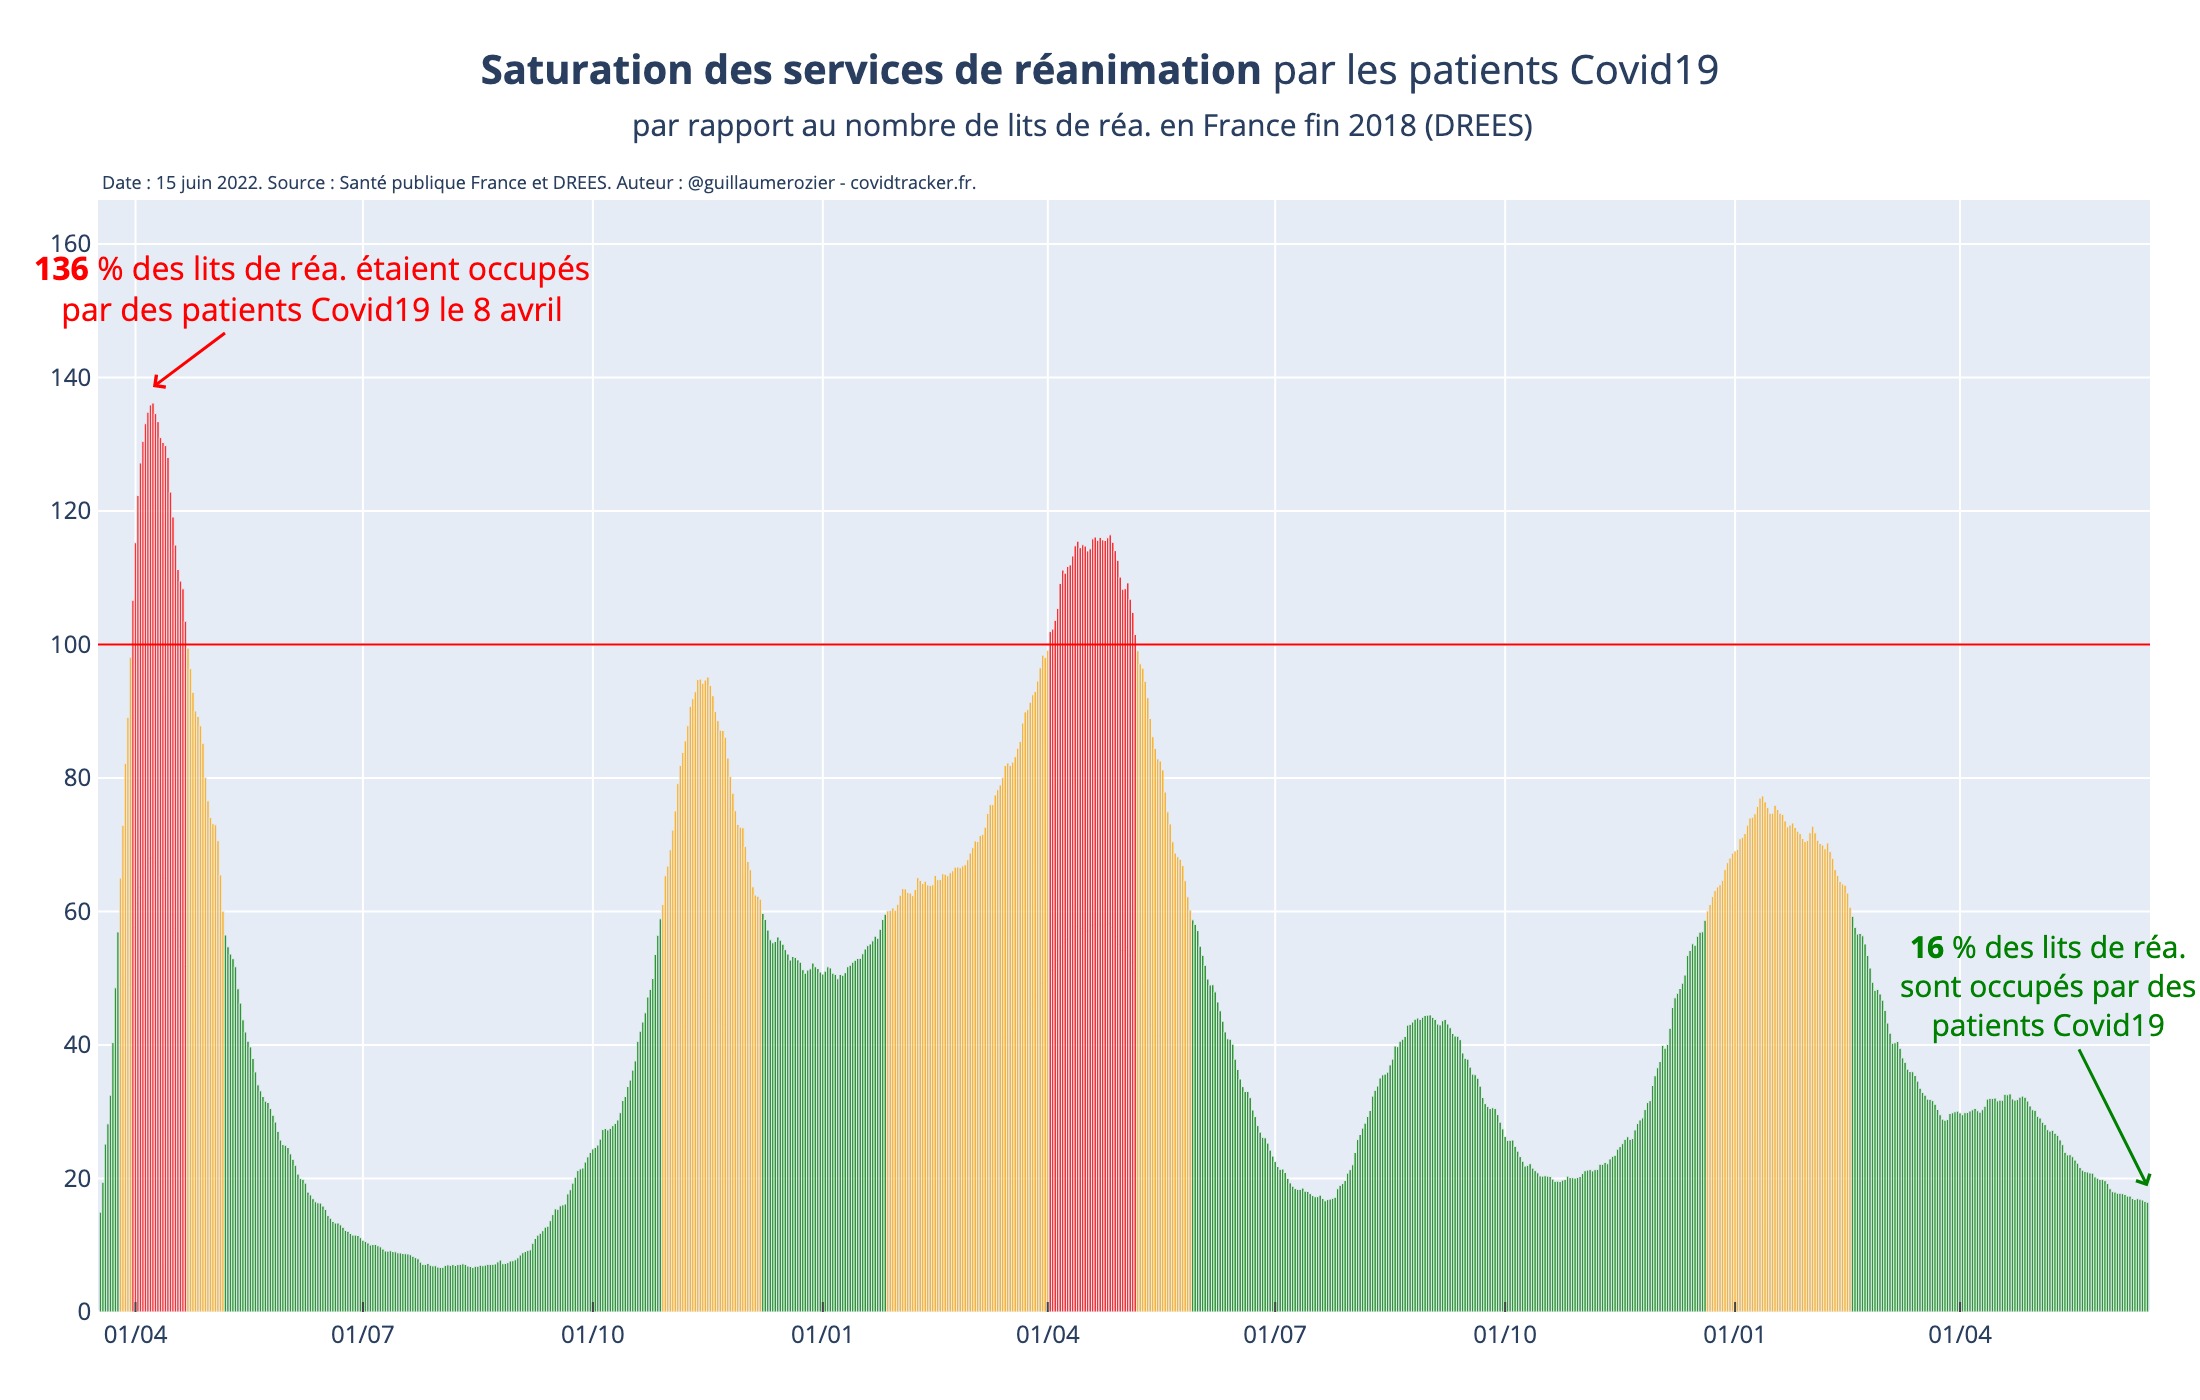 Saturation des services de réanimation par les patients Covid19
par rapport au nombre de lits de réa. en France fin 2018 (DREES)
Date : 15 juin 2022. Source : Santé publique France et DREES. Auteur : @guillaumerozier - covidtracker.fr.
160
136 % des lits de réa. étaient occupés
par des patients Covid19 le 8 avril
140
120
100
80
60
16 % des lits de réa.
sont occupés par des
patients Covid19
40
20
0
01/04 01/07 01/10 01/01 01/04 01/07 01/10 01/01 01/04